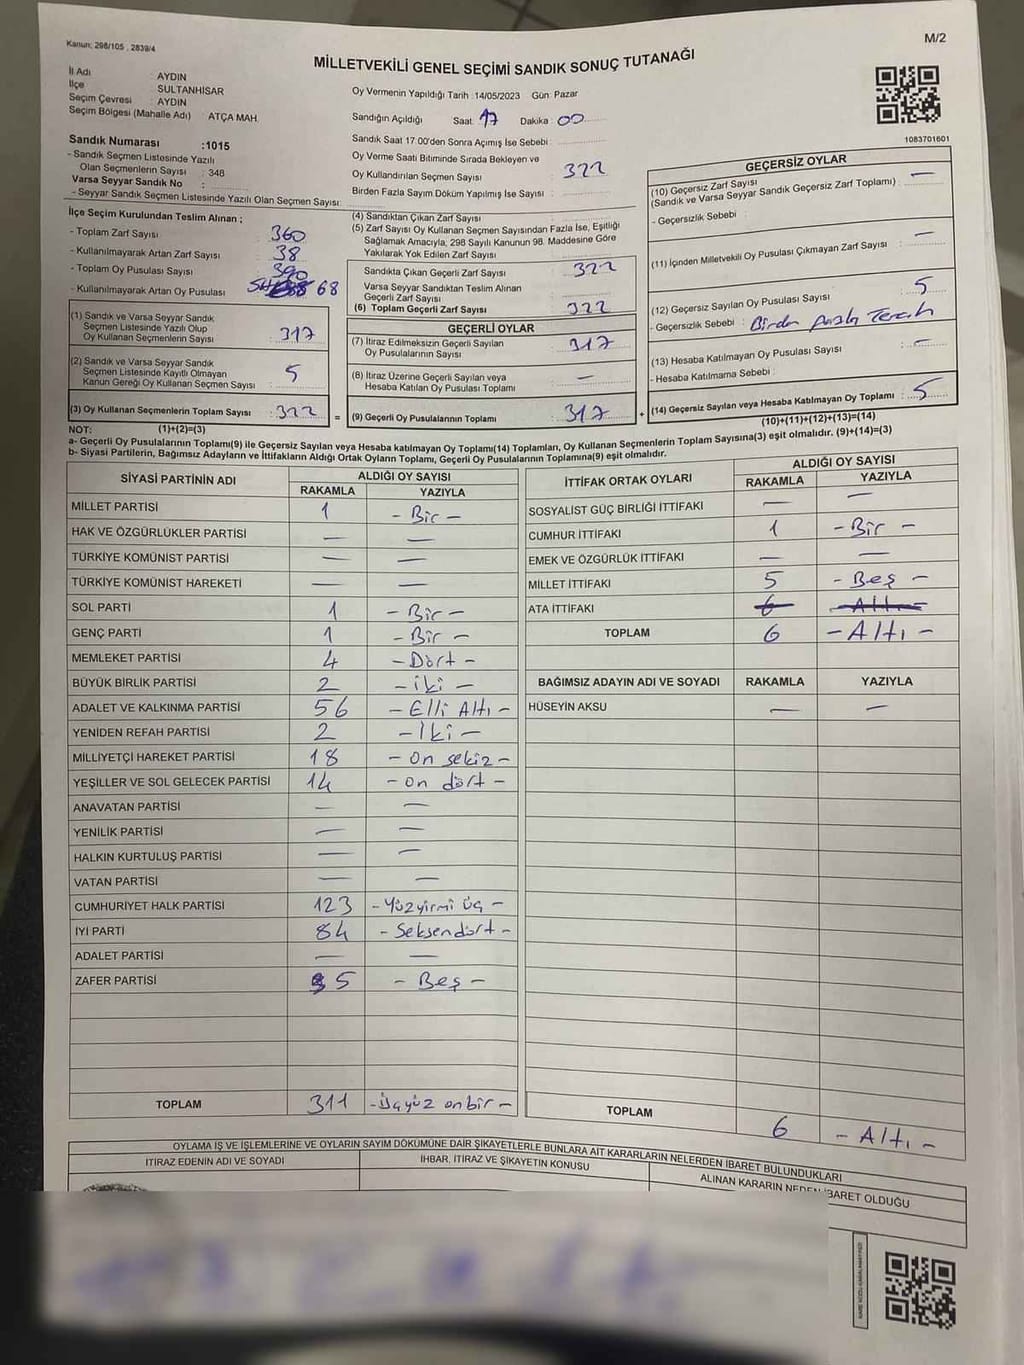 Kanun: 298/105 , 2839/4
M/2
MİLLETVEKİLİ GENEL SEÇİMİ SANDIK SONUÇ TUTANAĞI
İl Adı AYDIN
İlçe SULTANHİSAR
Seçim Çevresi AYDIN
Seçim Bölgesi (Mahalle Adı) ATÇA MAH.
Sandık Numarası :1015
- Sandık Seçmen Listesinde Yazılı
Olan Seçmenlerin Sayısı : 348
Varsa Seyyar Sandık No :
- Seyyar Sandık Seçmen Listesinde Yazılı Olan Seçmen Sayısı:
Oy Vermenin Yapıldığı Tarih :14/05/2023 Gün: Pazar
Sandığın Açıldığı Saat: 17 Dakika: 00
Sandık Saat 17:00'den Sonra Açımış İse Sebebi :
Oy Verme Saati Bitiminde Sırada Bekleyen ve
Oy Kullandırılan Seçmen Sayısı : 322
Birden Fazla Sayım Döküm Yapılmış İse Sayısı :
1083701601
GEÇERSİZ OYLAR
(10) Geçersiz Zarf Sayısı : —
(Sandık ve Varsa Seyyar Sandık Geçersiz Zarf Toplamı)
- Geçersizlik Sebebi :
(11) İçinden Milletvekili Oy Pusulası Çıkmayan Zarf Sayısı : —
(12) Geçersiz Sayılan Oy Pusulası Sayısı : 5
- Geçersizlik Sebebi : Birden Fazla Tercih
(13) Hesaba Katılmayan Oy Pusulası Sayısı : —
- Hesaba Katılmama Sebebi :
(14) Geçersiz Sayılan veya Hesaba Katılmayan Oy Toplamı : 5
(10)+(11)+(12)+(13)=(14)
İlçe Seçim Kurulundan Teslim Alınan ;
- Toplam Zarf Sayısı : 360
- Kullanılmayarak Artan Zarf Sayısı : 38
- Toplam Oy Pusulası Sayısı : 390
- Kullanılmayarak Artan Oy Pusulası 68
(1) Sandık ve Varsa Seyyar Sandık
Seçmen Listesinde Yazılı Olup
Oy Kullanan Seçmenlerin Sayısı : 317
(2) Sandık ve Varsa Seyyar Sandık
Seçmen Listesinde Kayıtlı Olmayan
Kanun Gereği Oy Kullanan Seçmen Sayısı : 5
(3) Oy Kullanan Seçmenlerin Toplam Sayısı : 322 =
(1)+(2)=(3)
(4) Sandıktan Çıkan Zarf Sayısı :
(5) Zarf Sayısı Oy Kullanan Seçmen Sayısından Fazla İse, Eşitliği
Sağlamak Amacıyla, 298 Sayılı Kanunun 98. Maddesine Göre
Yakılarak Yok Edilen Zarf Sayısı :
Sandıkta Çıkan Geçerli Zarf Sayısı : 322
Varsa Seyyar Sandıktan Teslim Alınan
Geçerli Zarf Sayısı :
(6) Toplam Geçerli Zarf Sayısı : 322
GEÇERLİ OYLAR
(7) İtiraz Edilmeksizin Geçerli Sayılan
Oy Pusulalarının Sayısı : 317
(8) İtiraz Üzerine Geçerli Sayılan veya
Hesaba Katılan Oy Pusulası Toplamı : —
(9) Geçerli Oy Pusulalarının Toplamı : 317 +
NOT:
a- Geçerli Oy Pusulalarının Toplamı(9) ile Geçersiz Sayılan veya Hesaba katılmayan Oy Toplamı(14) Toplamları, Oy Kullanan Seçmenlerin Toplam Sayısına(3) eşit olmalıdır. (9)+(14)=(3)
b- Siyasi Partilerin, Bağımsız Adayların ve İttifakların Aldığı Ortak Oyların Toplamı, Geçerli Oy Pusulalarının Toplamına(9) eşit olmalıdır.
SİYASİ PARTİNİN ADI ALDIĞI OY SAYISI
RAKAMLA YAZIYLA
MİLLET PARTİSİ 1 - Bir -
HAK VE ÖZGÜRLÜKLER PARTİSİ — —
TÜRKİYE KOMÜNİST PARTİSİ — —
TÜRKİYE KOMÜNİST HAREKETİ — —
SOL PARTİ 1 - Bir -
GENÇ PARTİ 1 - Bir -
MEMLEKET PARTİSİ 4 - Dört -
BÜYÜK BİRLİK PARTİSİ 2 - iki -
ADALET VE KALKINMA PARTİSİ 56 - Elli Altı -
YENİDEN REFAH PARTİSİ 2 - İki -
MİLLİYETÇİ HAREKET PARTİSİ 18 - On sekiz -
YEŞİLLER VE SOL GELECEK PARTİSİ 14 - on dört -
ANAVATAN PARTİSİ — —
YENİLİK PARTİSİ — —
HALKIN KURTULUŞ PARTİSİ — —
VATAN PARTİSİ — —
CUMHURİYET HALK PARTİSİ 123 - Yüzyirmi üç -
İYİ PARTİ 84 - Seksendört -
ADALET PARTİSİ — —
ZAFER PARTİSİ 5 - Beş -
TOPLAM 311 - Üçyüz onbir -
İTTİFAK ORTAK OYLARI ALDIĞI OY SAYISI
RAKAMLA YAZIYLA
SOSYALİST GÜÇ BİRLİĞİ İTTİFAKI — —
CUMHUR İTTİFAKI 1 - Bir -
EMEK VE ÖZGÜRLÜK İTTİFAKI — —
MİLLET İTTİFAKI 5 - Beş -
ATA İTTİFAKI 6 - Altı -
TOPLAM 6 - Altı -
BAĞIMSIZ ADAYIN ADI VE SOYADI RAKAMLA YAZIYLA
HÜSEYİN AKSU — —
TOPLAM 6 - Altı -
OYLAMA İŞ VE İŞLEMLERİNE VE OYLARIN SAYIM DÖKÜMÜNE DAİR ŞİKAYETLERLE BUNLARA AİT KARARLARIN NELERDEN İBARET BULUNDUKLARI
İTİRAZ EDENİN ADI VE SOYADI İHBAR, İTİRAZ VE ŞİKAYETİN KONUSU ALINAN KARARIN NEDEN İBARET OLDUĞU